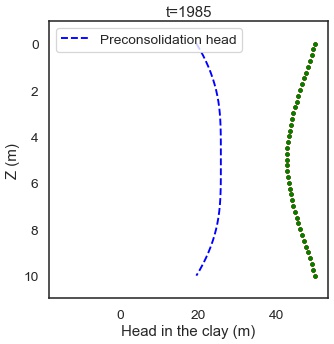 t=1985
Preconsolidation head
0
2
4
6
8
10
Z (m)
0
20
40
Head in the clay (m)